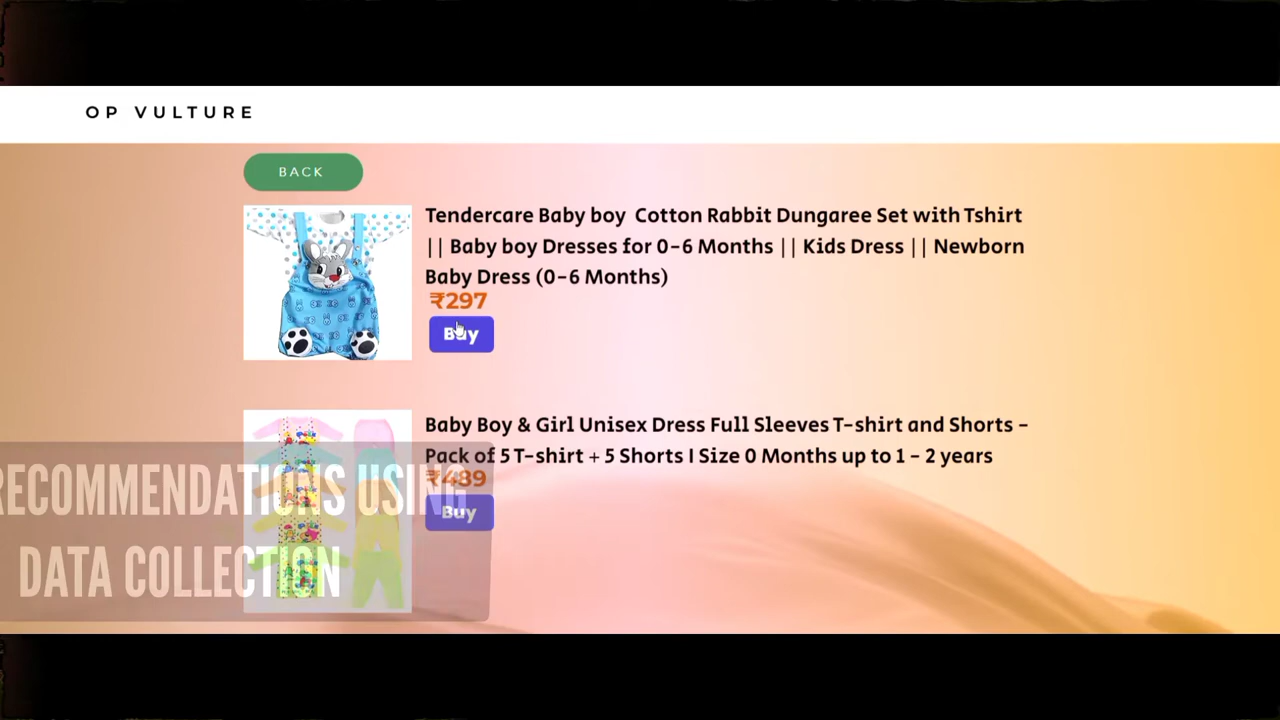 OP VULTURE
BACK
Tendercare Baby boy Cotton Rabbit Dungaree Set with Tshirt
|| Baby boy Dresses for 0-6 Months || Kids Dress || Newborn
Baby Dress (0-6 Months)
₹297
Buy
Baby Boy & Girl Unisex Dress Full Sleeves T-shirt and Shorts -
Pack of 5 T-shirt + 5 Shorts I Size 0 Months up to 1 - 2 years
₹489
Buy
RECOMMENDATIONS USING
DATA COLLECTION